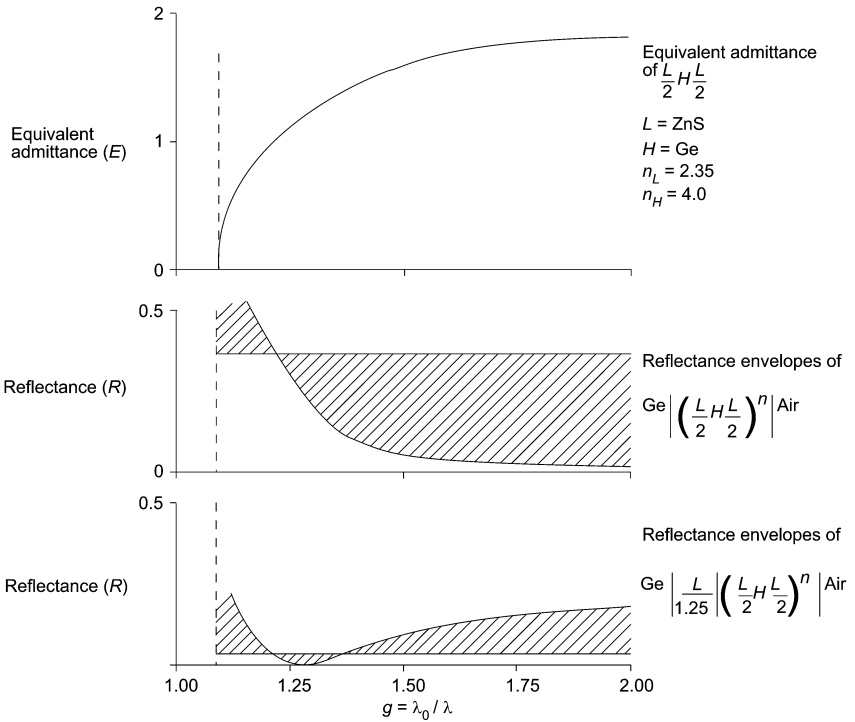 2
Equivalent admittance
of L/2 H L/2
L = ZnS
H = Ge
n_L = 2.35
n_H = 4.0
Equivalent
admittance (E)
1
0
0.5
Reflectance (R)
Reflectance envelopes of
Ge |(L/2 H L/2)^n| Air
0
0.5
Reflectance (R)
Reflectance envelopes of
Ge |L/1.25|(L/2 H L/2)^n| Air
1.00 1.25 1.50 1.75 2.00
g = λ_0 / λ